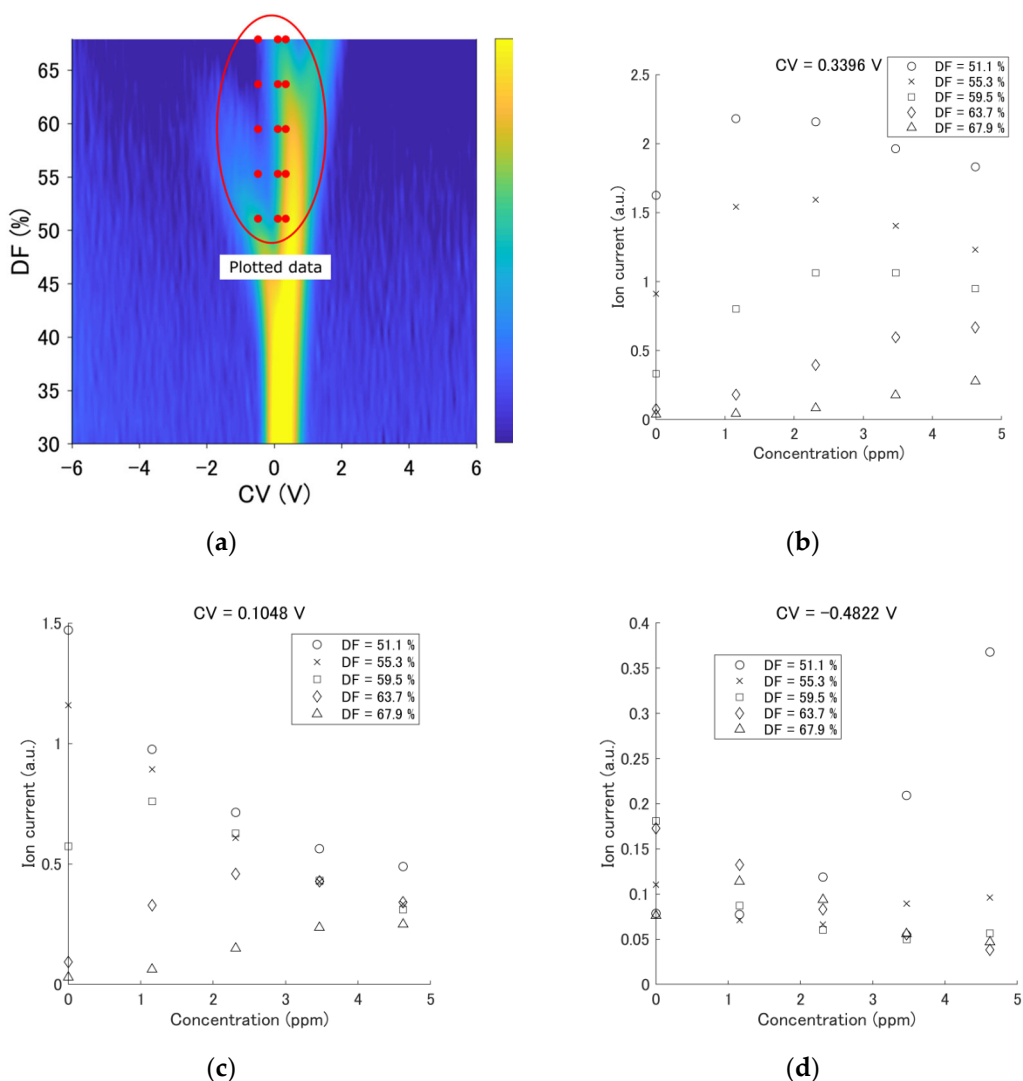 65
60
55
50
45
40
35
30
DF (%)
Plotted data
−6 −4 −2 0 2 4 6
CV (V)
(a)
CV = 0.3396 V
DF = 51.1 %
DF = 55.3 %
DF = 59.5 %
DF = 63.7 %
DF = 67.9 %
2.5
2
1.5
1
0.5
0
Ion current (a.u.)
0 1 2 3 4 5
Concentration (ppm)
(b)
CV = 0.1048 V
DF = 51.1 %
DF = 55.3 %
DF = 59.5 %
DF = 63.7 %
DF = 67.9 %
1.5
1
0.5
0
Ion current (a.u.)
0 1 2 3 4 5
Concentration (ppm)
(c)
CV = −0.4822 V
DF = 51.1 %
DF = 55.3 %
DF = 59.5 %
DF = 63.7 %
DF = 67.9 %
0.4
0.35
0.3
0.25
0.2
0.15
0.1
0.05
0
Ion current (a.u.)
0 1 2 3 4 5
Concentration (ppm)
(d)